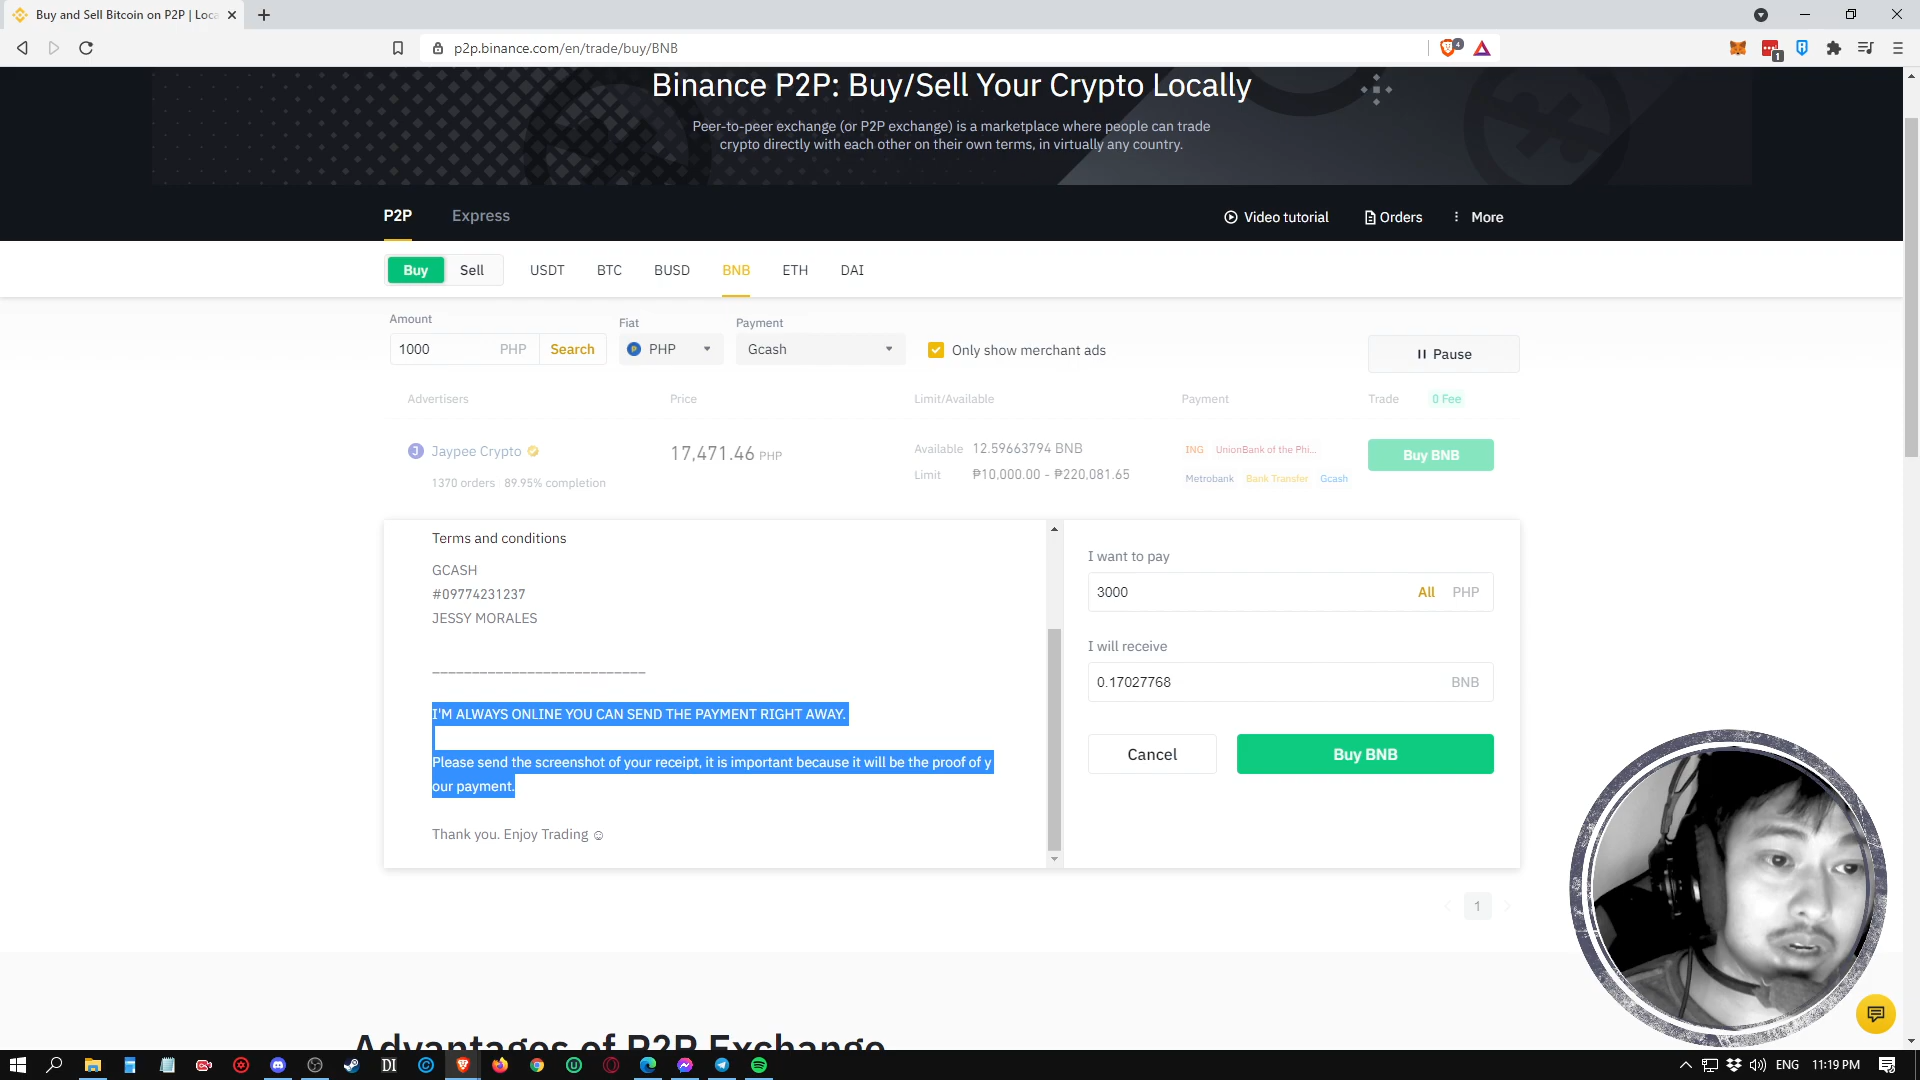 Buy and Sell Bitcoin on P2P | Loca
p2p.binance.com/en/trade/buy/BNB
4
1
Binance P2P: Buy/Sell Your Crypto Locally
Peer-to-peer exchange (or P2P exchange) is a marketplace where people can trade
crypto directly with each other on their own terms, in virtually any country.
P2P Express
Video tutorial Orders More
Buy Sell USDT BTC BUSD BNB ETH DAI
Amount Fiat Payment
1000 PHP Search PHP Gcash Only show merchant ads Pause
Advertisers Price Limit/Available Payment Trade 0 Fee
J Jaypee Crypto 17,471.46 PHP Available 12.59663794 BNB ING UnionBank of the Phi... Buy BNB
1370 orders 89.95% completion Limit ₱10,000.00 - ₱220,081.65 Metrobank Bank Transfer Gcash
Terms and conditions
GCASH
#09774231237
JESSY MORALES
___________________________
I'M ALWAYS ONLINE YOU CAN SEND THE PAYMENT RIGHT AWAY.
Please send the screenshot of your receipt, it is important because it will be the proof of y
our payment.
Thank you. Enjoy Trading ☺
I want to pay
3000 All PHP
I will receive
0.17027768 BNB
Cancel Buy BNB
1
Advantages of P2P Exchange
DI ENG 11:19 PM